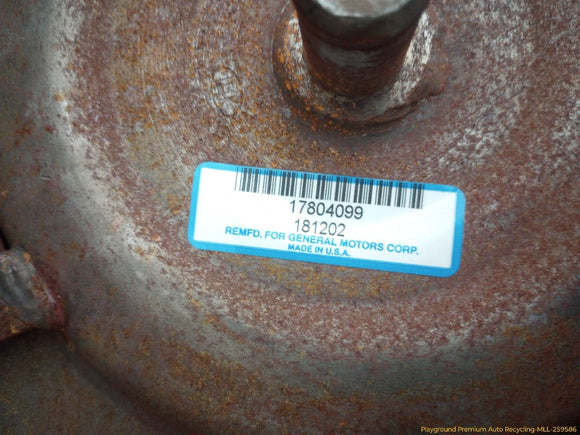 17804099
181202
REMFD. FOR GENERAL MOTORS CORP.
MADE IN U.S.A.
Playground Premium Auto Recycling-MLL-259586